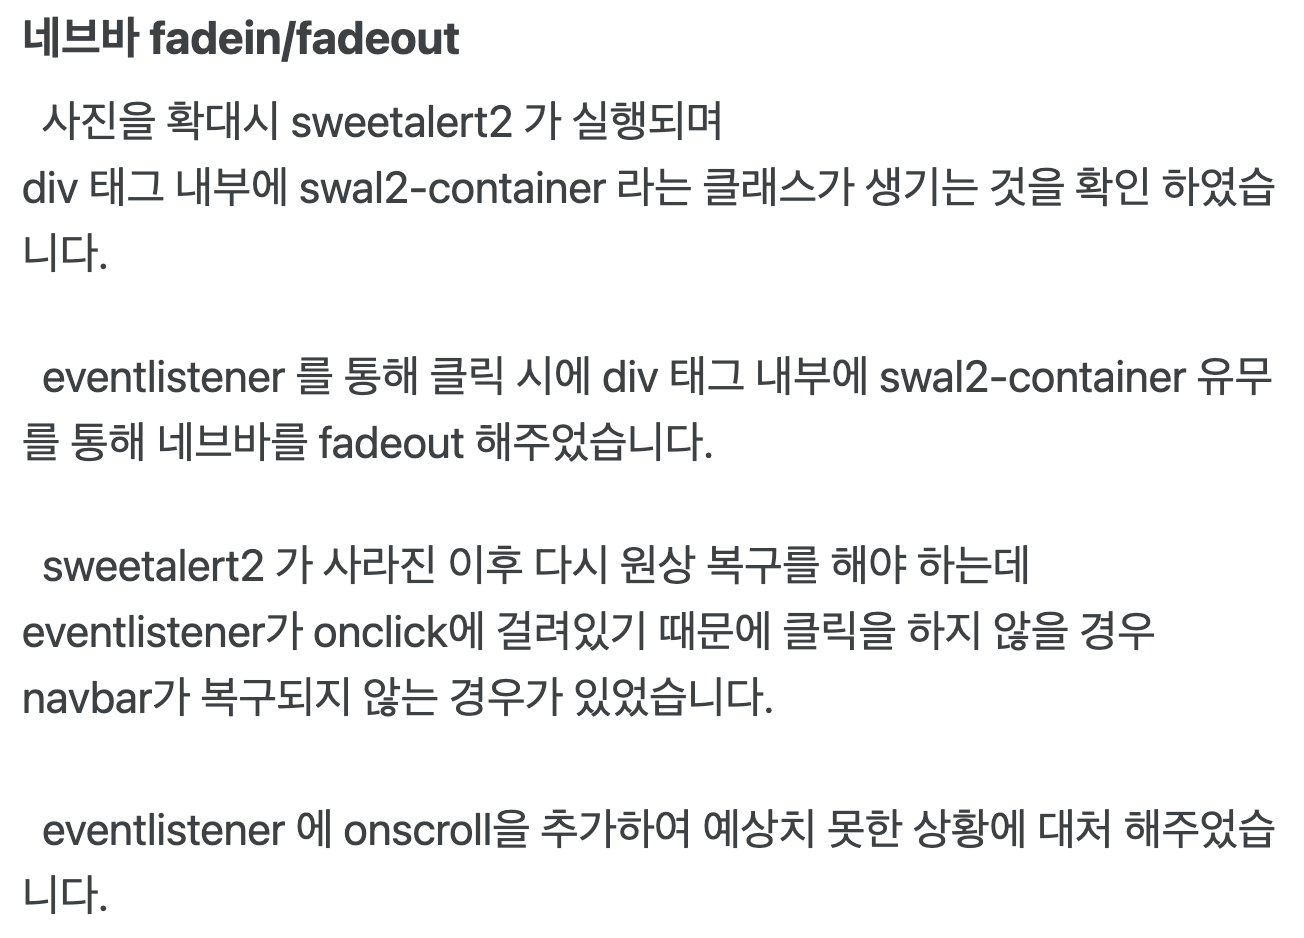 네브바 fadein/fadeout
사진을 확대시 sweetalert2 가 실행되며
div 태그 내부에 swal2-container 라는 클래스가 생기는 것을 확인 하였습
니다.
eventlistener 를 통해 클릭 시에 div 태그 내부에 swal2-container 유무
를 통해 네브바를 fadeout 해주었습니다.
sweetalert2 가 사라진 이후 다시 원상 복구를 해야 하는데
eventlistener가 onclick에 걸려있기 때문에 클릭을 하지 않을 경우
navbar가 복구되지 않는 경우가 있었습니다.
eventlistener 에 onscroll을 추가하여 예상치 못한 상황에 대처 해주었습
니다.